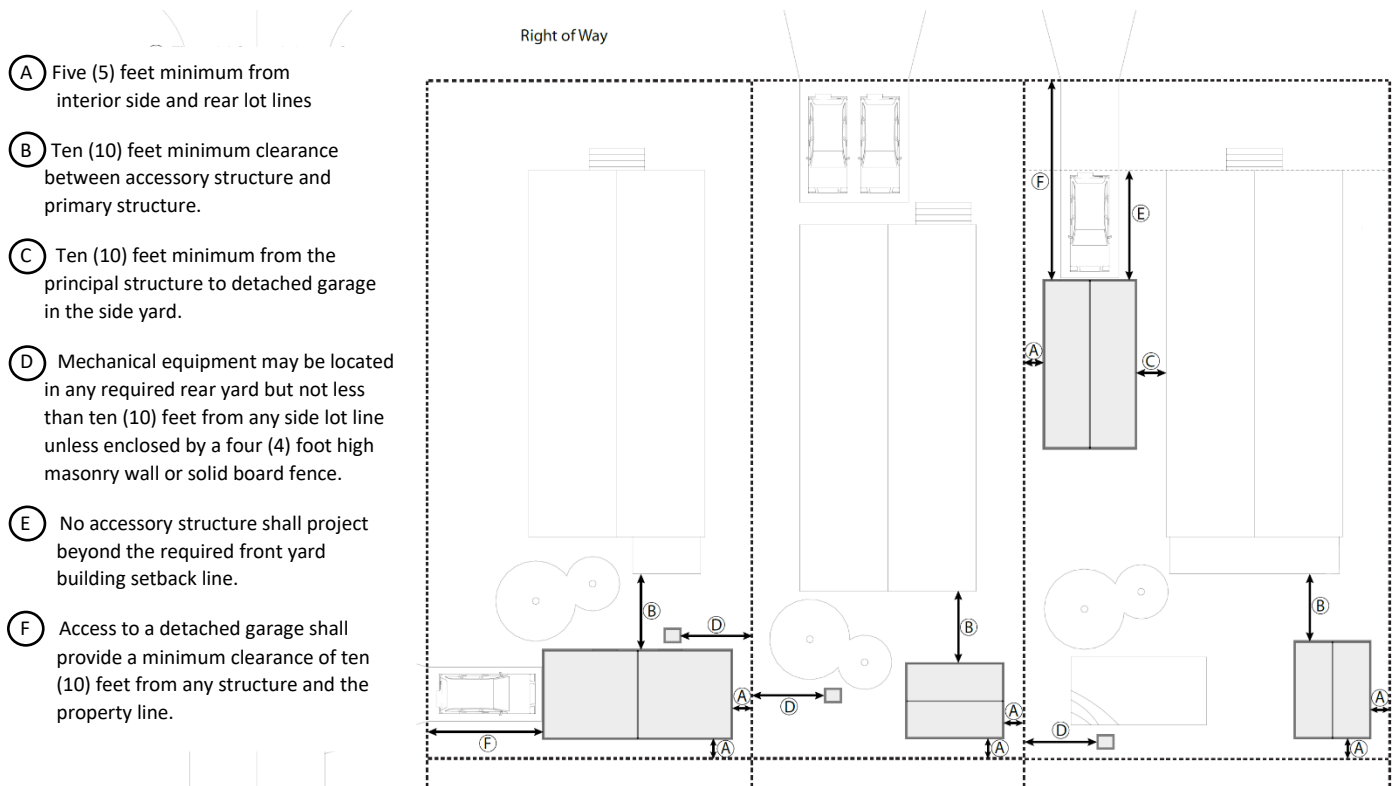 Right of Way
A Five (5) feet minimum from
interior side and rear lot lines
B Ten (10) feet minimum clearance
between accessory structure and
primary structure.
C Ten (10) feet minimum from the
principal structure to detached garage
in the side yard.
D Mechanical equipment may be located
in any required rear yard but not less
than ten (10) feet from any side lot line
unless enclosed by a four (4) foot high
masonry wall or solid board fence.
E No accessory structure shall project
beyond the required front yard
building setback line.
F Access to a detached garage shall
provide a minimum clearance of ten
(10) feet from any structure and the
property line.
F
E
A
C
B
D
A
F
A
D
B
A
A
B
D
A
A